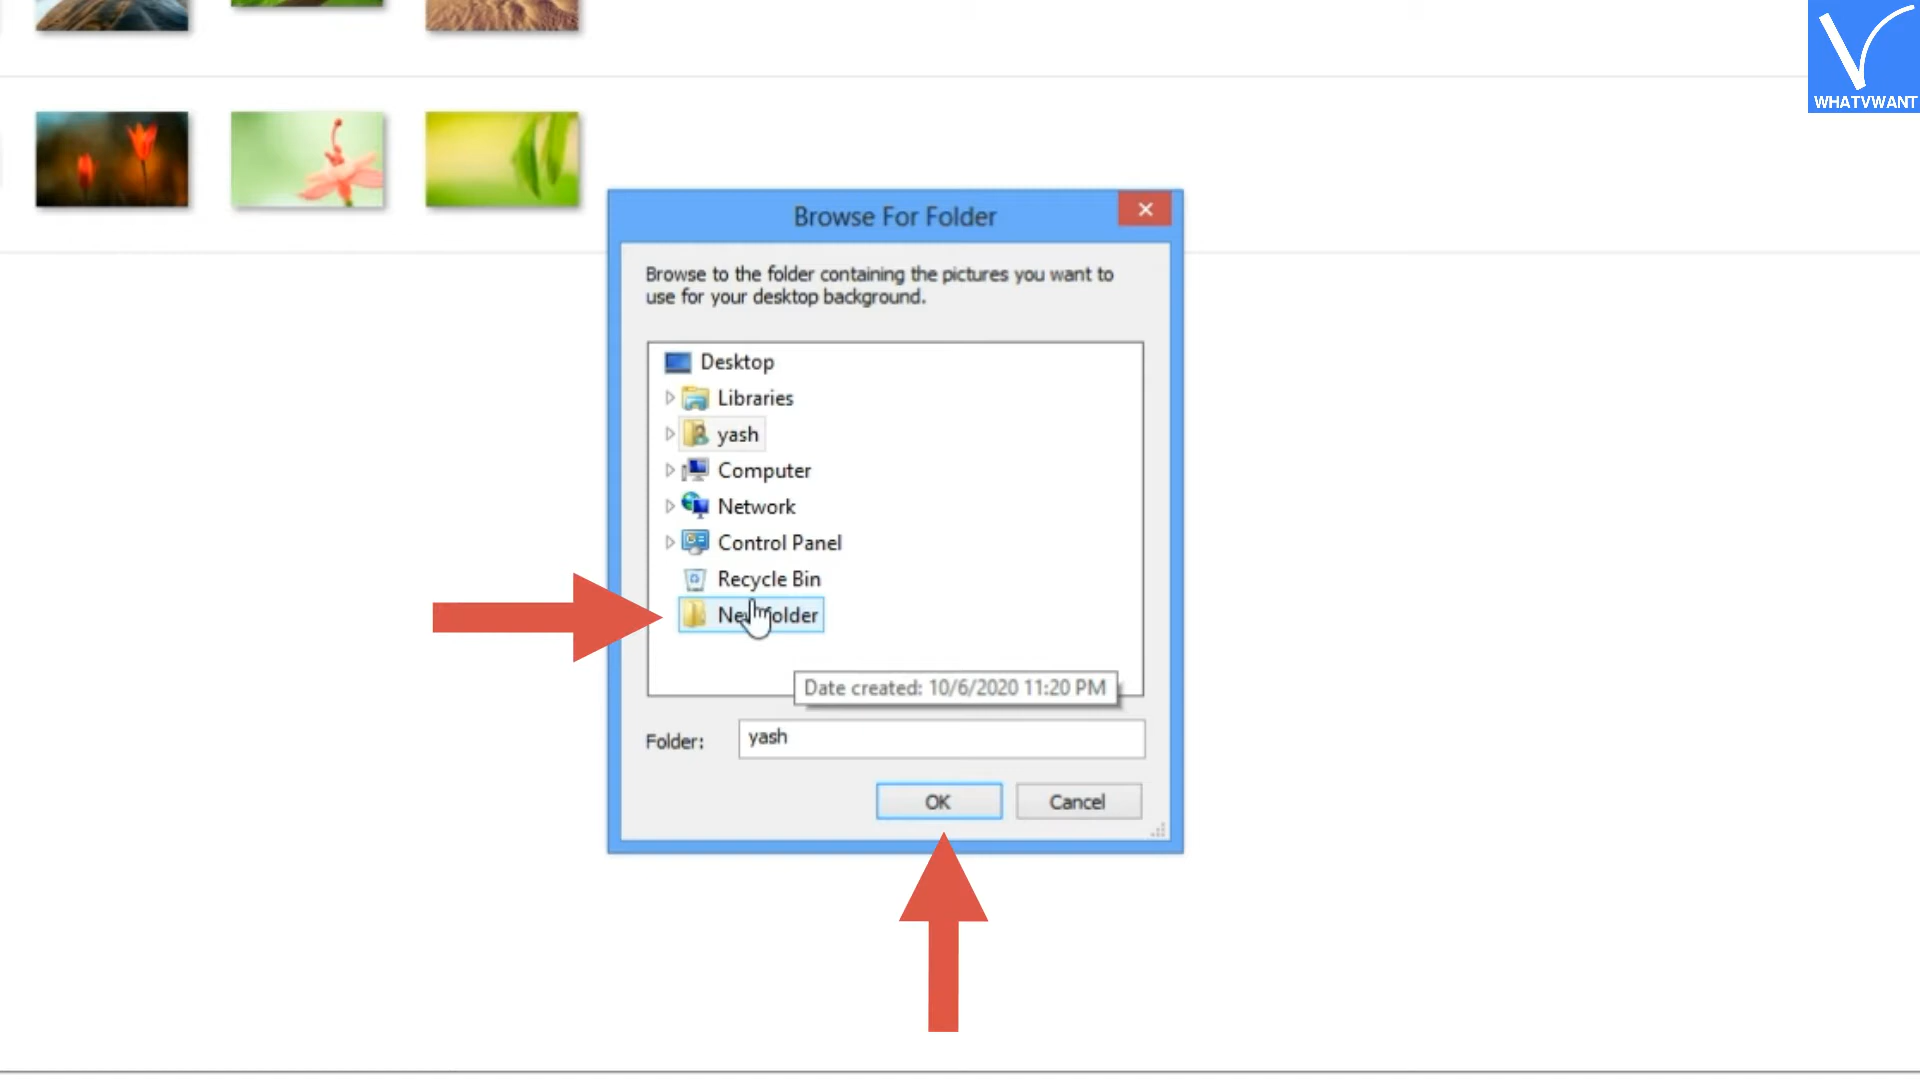 WHATVWANT
Browse For Folder
Browse to the folder containing the pictures you want to
use for your desktop background.
Desktop
Libraries
yash
Computer
Network
Control Panel
Recycle Bin
New folder
Date created: 10/6/2020 11:20 PM
Folder:
yash
OK
Cancel